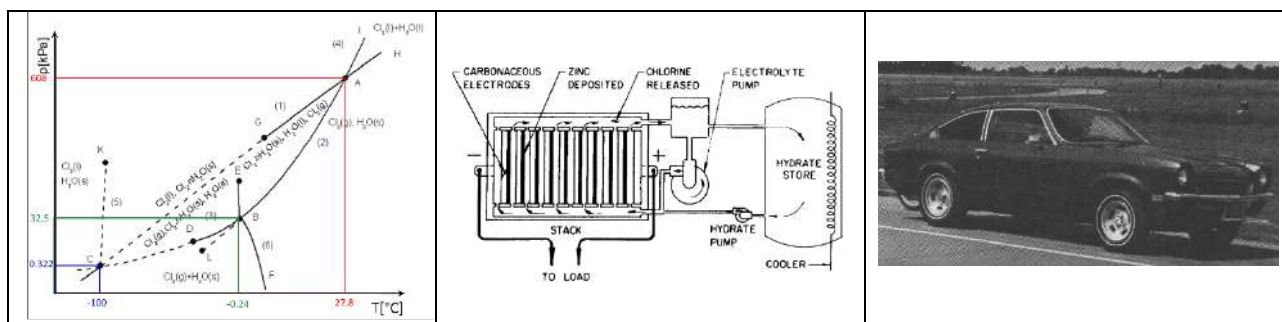 p[kPa]
608
32.5
0.322
-100
-0.24
27.8
T[°C]
I
Cl₂(l)+H₂O(l)
(4)
H
A
(1)
G
Cl₂(g), H₂O(s)
(2)
Cl₂·nH₂O(s), H₂O(l), Cl₂(g)
Cl₂(l), Cl₂·nH₂O(s)
Cl₂(g),Cl₂·nH₂O(s), H₂O(s)
K
Cl₂(l)
H₂O(s)
(5)
E
(3)
B
D
L
(6)
C
F
Cl₂(g)+H₂O(s)
CARBONACEOUS
ELECTRODES
ZINC
DEPOSITED
CHLORINE
RELEASED
ELECTROLYTE
PUMP
−
+
HYDRATE
STORE
STACK
HYDRATE
PUMP
TO LOAD
COOLER